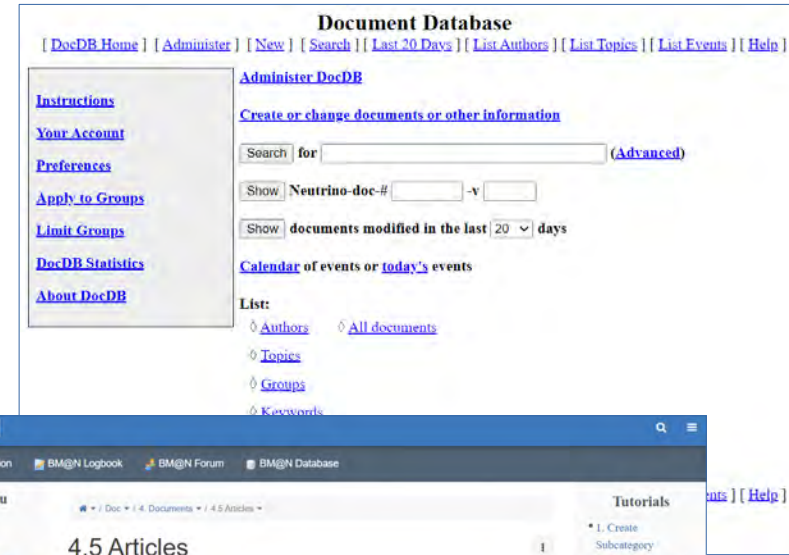 Document Database
[ DocDB Home ] [ Administer ] [ New ] [ Search ] [ Last 20 Days ] [ List Authors ] [ List Topics ] [ List Events ] [ Help ]
Instructions
Your Account
Preferences
Apply to Groups
Limit Groups
DocDB Statistics
About DocDB
Administer DocDB
Create or change documents or other information
Search for (Advanced)
Show Neutrino-doc-# -v
Show documents modified in the last 20 days
Calendar of events or today's events
List:
◊ Authors ◊ All documents
◊ Topics
◊ Groups
◊ Keywords
ents ] [ Help ]
on BM@N Logbook BM@N Forum BM@N Database
u
/ Doc / 4. Documents / 4.5 Articles
4.5 Articles
1
Tutorials
1. Create
Subcategory